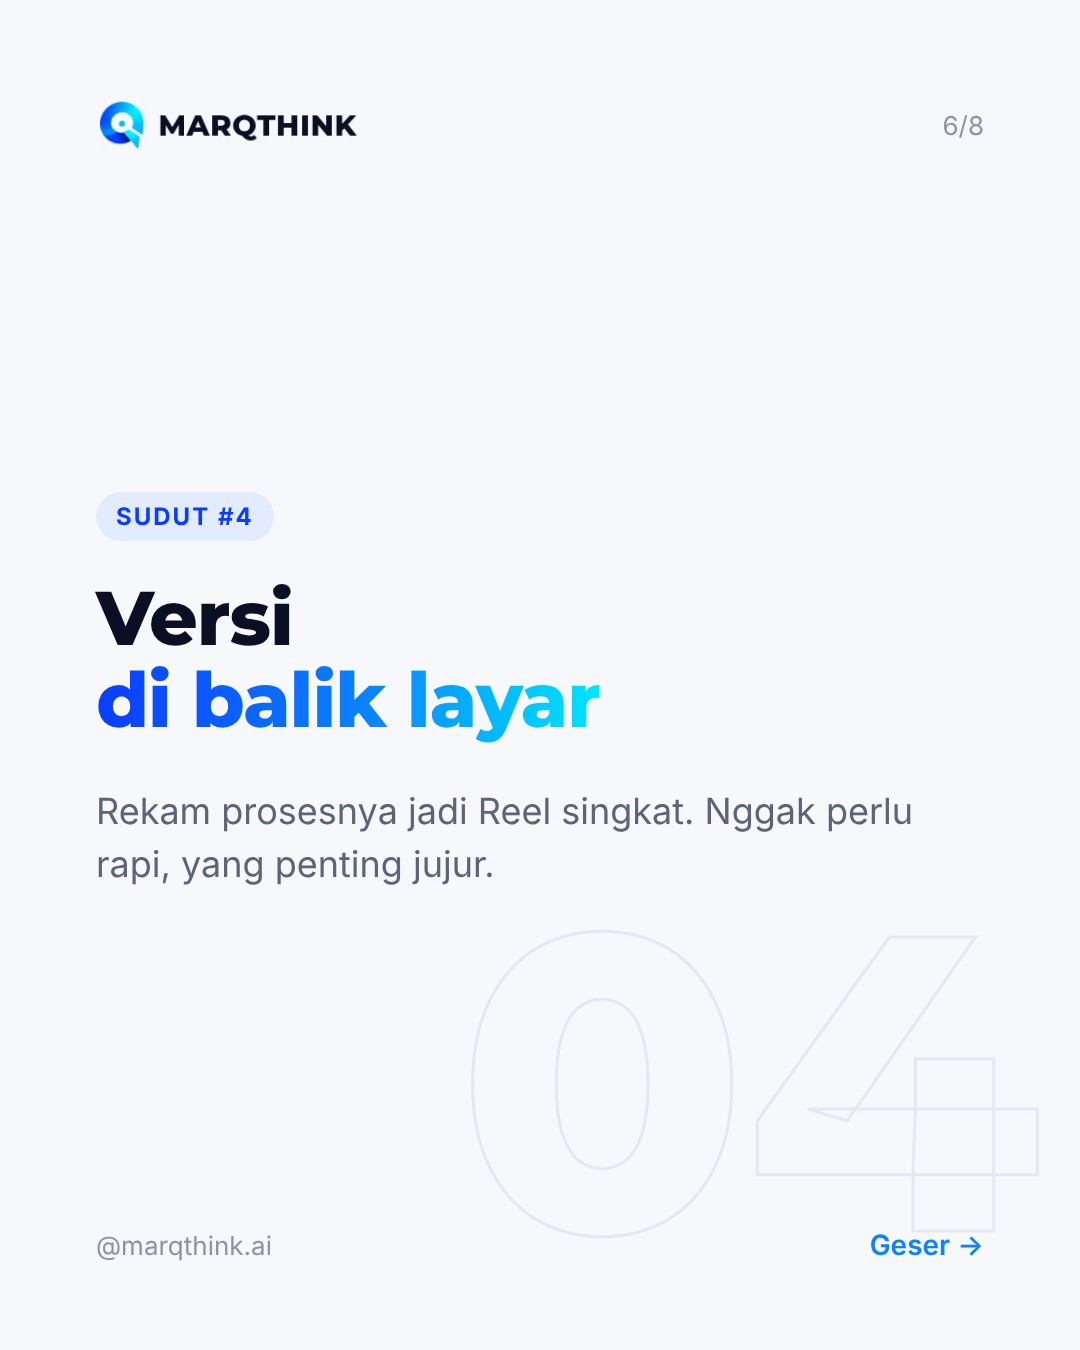 MARQTHINK
6/8
SUDUT #4
Versi
di balik layar
Rekam prosesnya jadi Reel singkat. Nggak perlu
rapi, yang penting jujur.
04
@marqthink.ai
Geser →